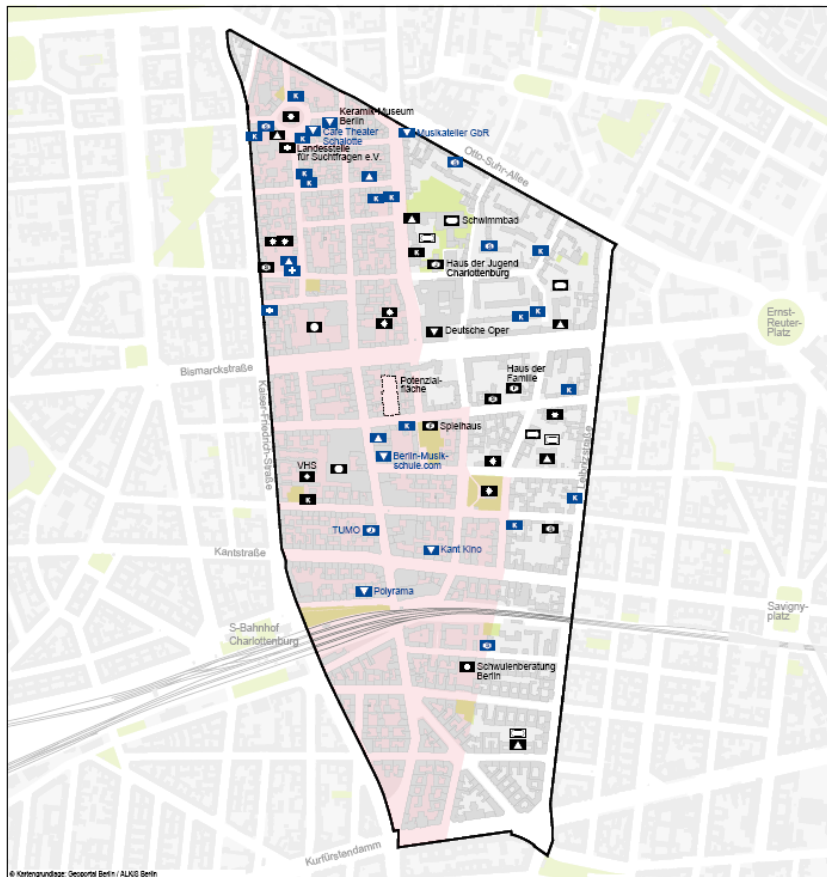 Keramik-Museum
Berlin
Cafe Theater
Schalotte
Musikatelier GbR
Landesstelle
für Suchtfragen e.V.
Otto-Suhr-Allee
Schwimmbad
Haus der Jugend
Charlottenburg
Deutsche Oper
Ernst-
Reuter-
Platz
Bismarckstraße
Kaiser-Friedrich-Straße
Potenzial-
fläche
Haus der
Familie
Spielhaus
Leibnizstraße
Berlin-Musik-
schule.com
VHS
TUMO
Kant Kino
Kantstraße
Polyrama
S-Bahnhof
Charlottenburg
Savigny-
platz
Schwulenberatung
Berlin
Kurfürstendamm
© Kartengrundlage: Geoportal Berlin / ALKIS Berlin